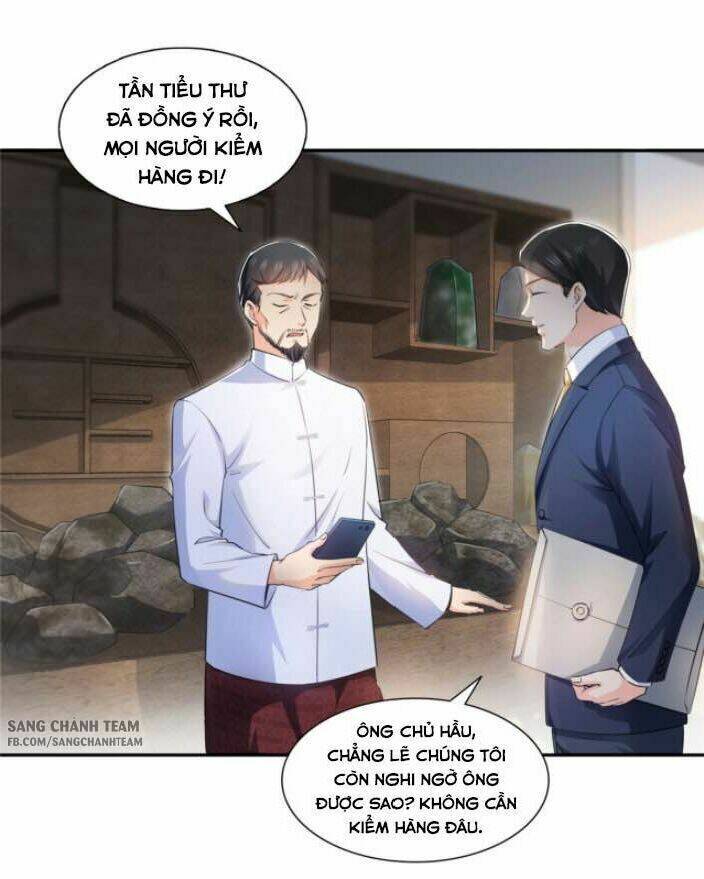 TẦN TIỂU THƯ
ĐÃ ĐỒNG Ý RỒI,
MỌI NGƯỜI KIỂM
HÀNG ĐI!
SANG CHẢNH TEAM
FB.COM/SANGCHANHTEAM
ÔNG CHỦ HẦU,
CHẲNG LẼ CHÚNG TÔI
CÒN NGHI NGỜ ÔNG
ĐƯỢC SAO? KHÔNG CẦN
KIỂM HÀNG ĐÂU.